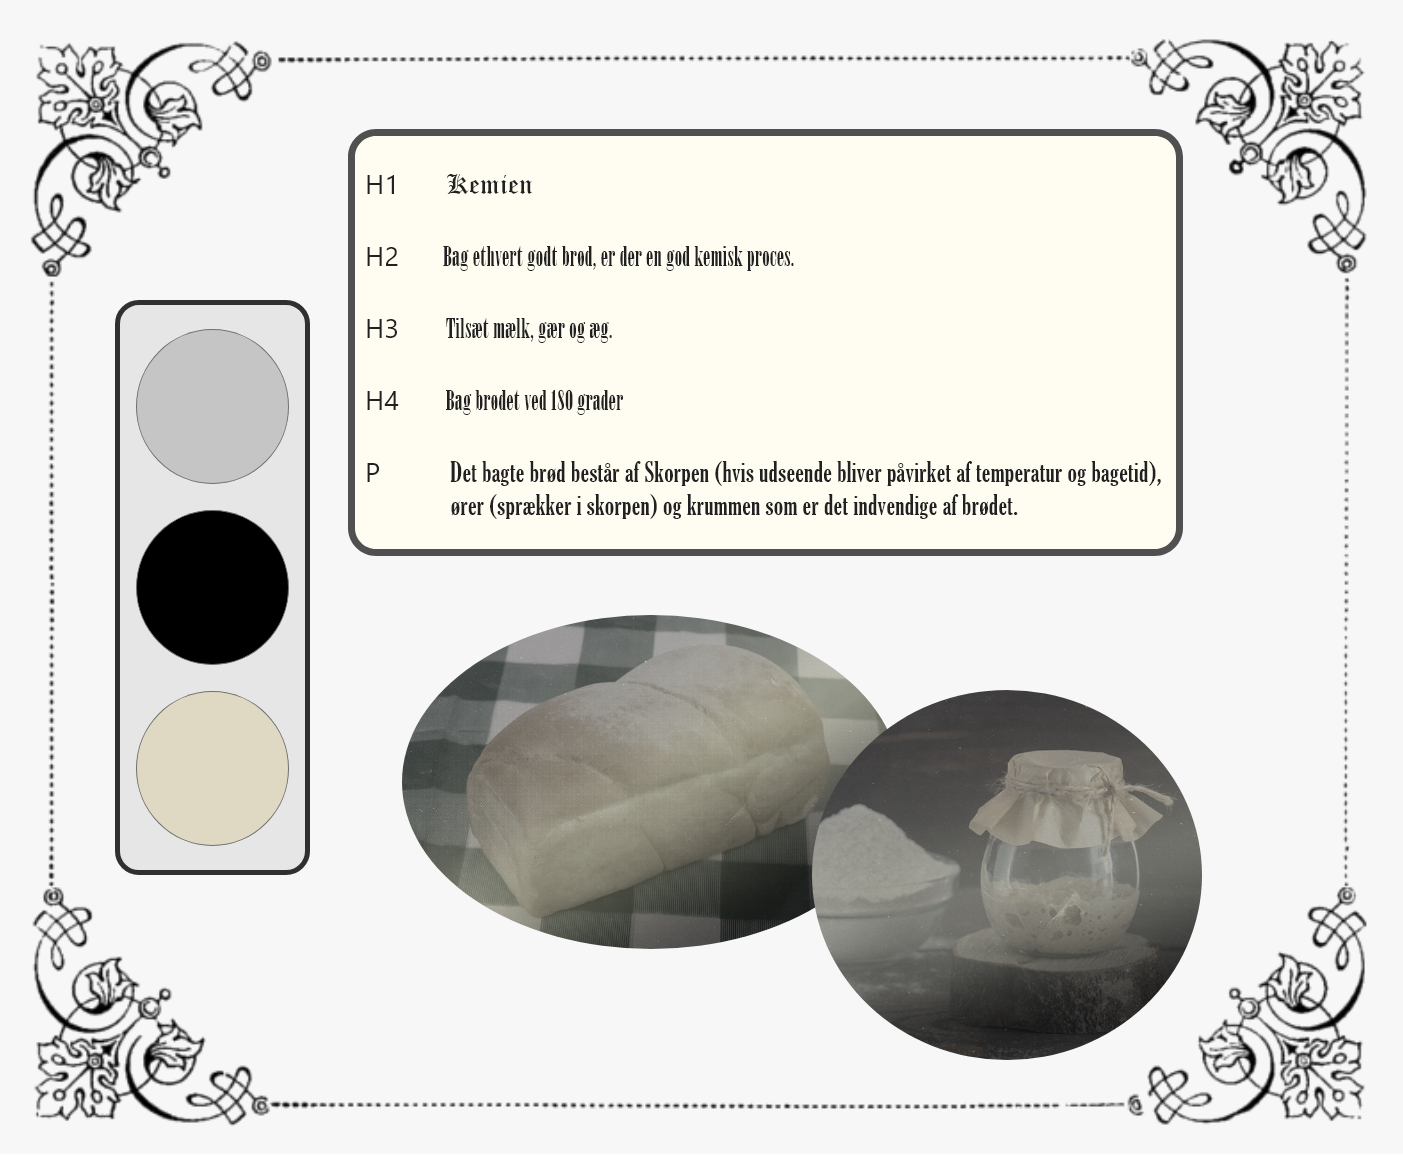 H1 Kemien
H2 Bag ethvert godt brød, er der en god kemisk proces.
H3 Tilsæt mælk, gær og æg.
H4 Bag brødet ved 180 grader
P Det bagte brød består af Skorpen (hvis udseende bliver påvirket af temperatur og bagetid),
ører (sprækker i skorpen) og krummen som er det indvendige af brødet.